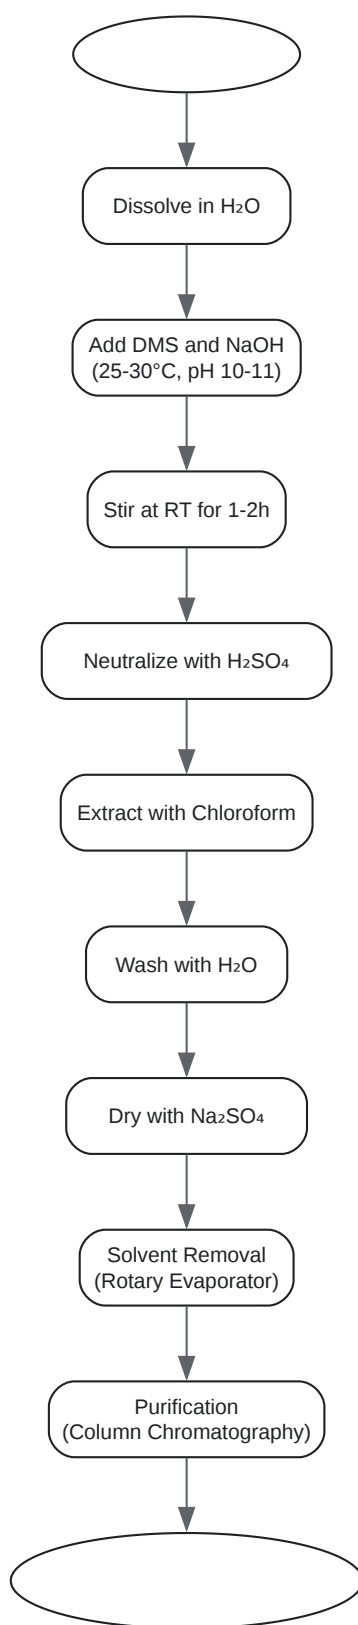 Dissolve in H₂O
Add DMS and NaOH
(25-30°C, pH 10-11)
Stir at RT for 1-2h
Neutralize with H₂SO₄
Extract with Chloroform
Wash with H₂O
Dry with Na₂SO₄
Solvent Removal
(Rotary Evaporator)
Purification
(Column Chromatography)